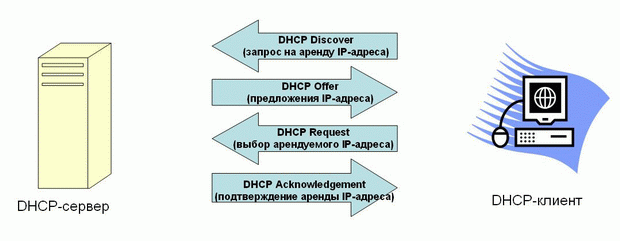 DHCP Discover
(запрос на аренду IP-адреса)
DHCP Offer
(предложения IP-адреса)
DHCP Request
(выбор арендуемого IP-адреса)
DHCP Acknowledgement
(подтверждение аренды IP-адреса)
DHCP-сервер
DHCP-клиент